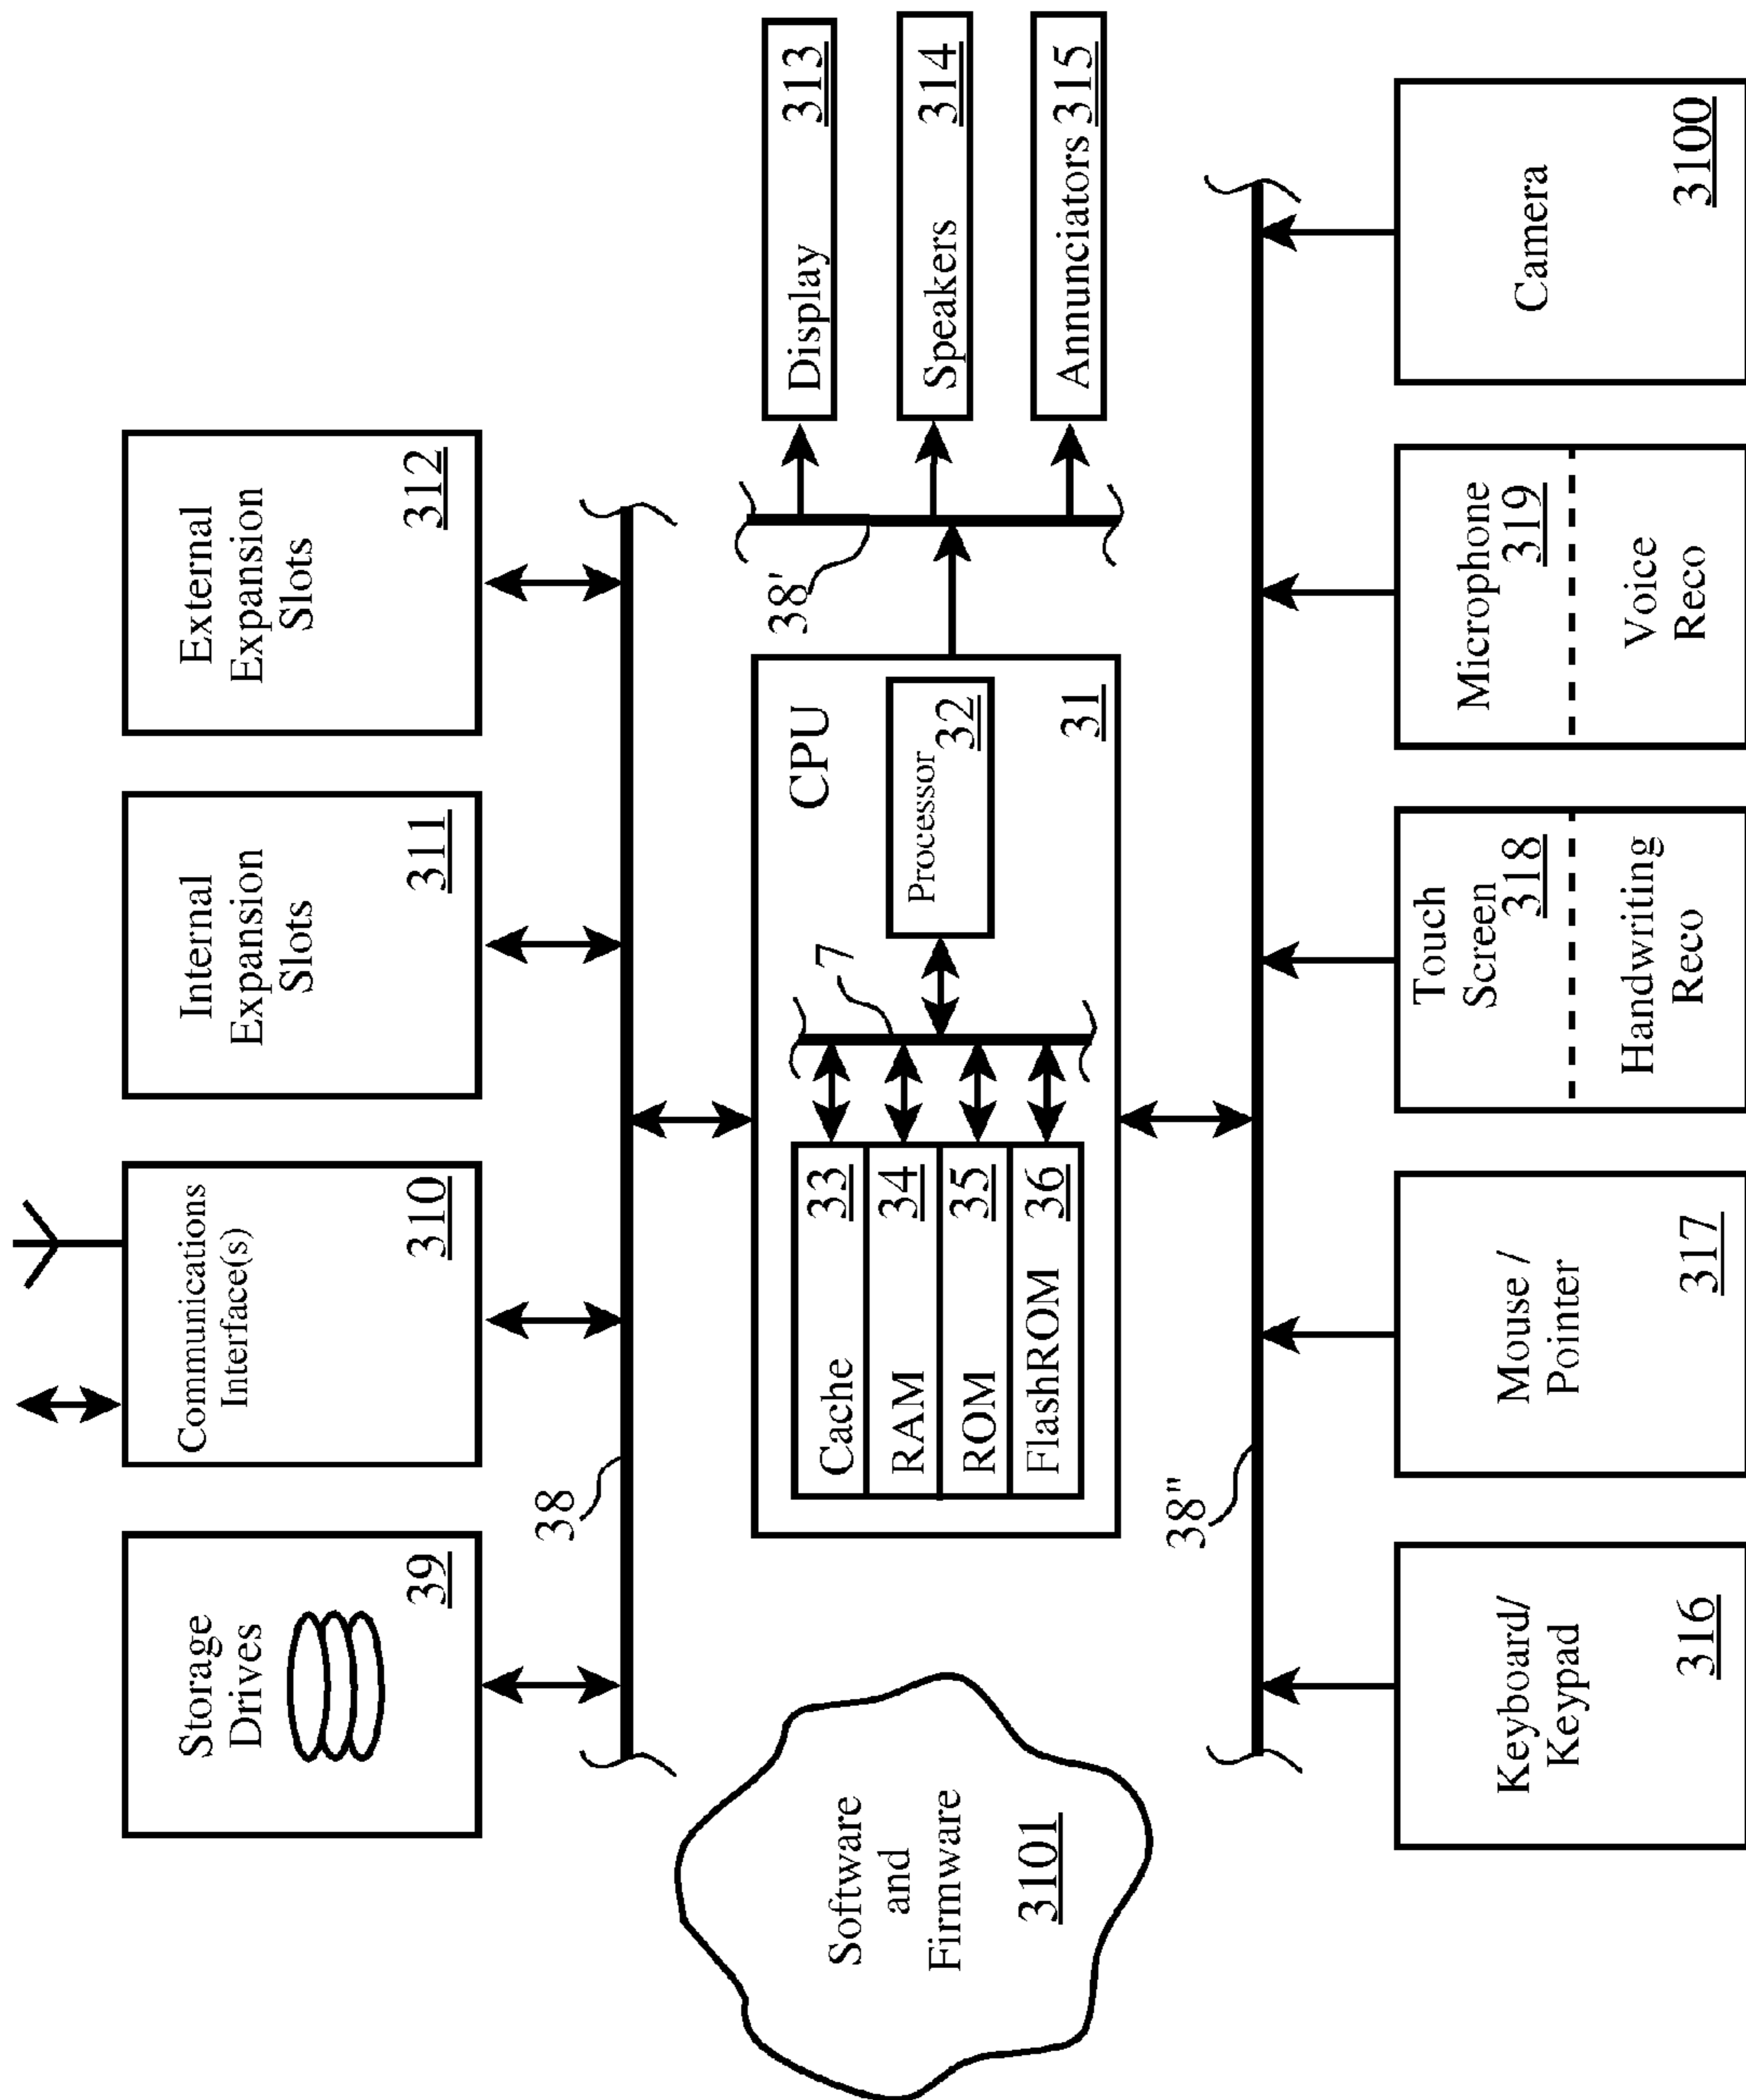 Storage
Drives
39
Communications
Interface(s)
310
Internal
Expansion
Slots
311
External
Expansion
Slots
312
38
Software
and
Firmware
3101
CPU
Cache 33
RAM 34
ROM 35
FlashROM 36
7
Processor
32
31
38'
Display 313
Speakers 314
Annunciators 315
38"
Keyboard/
Keypad
316
Mouse /
Pointer
317
Touch
Screen
318
Handwriting
Reco
Microphone
319
Voice
Reco
Camera
3100